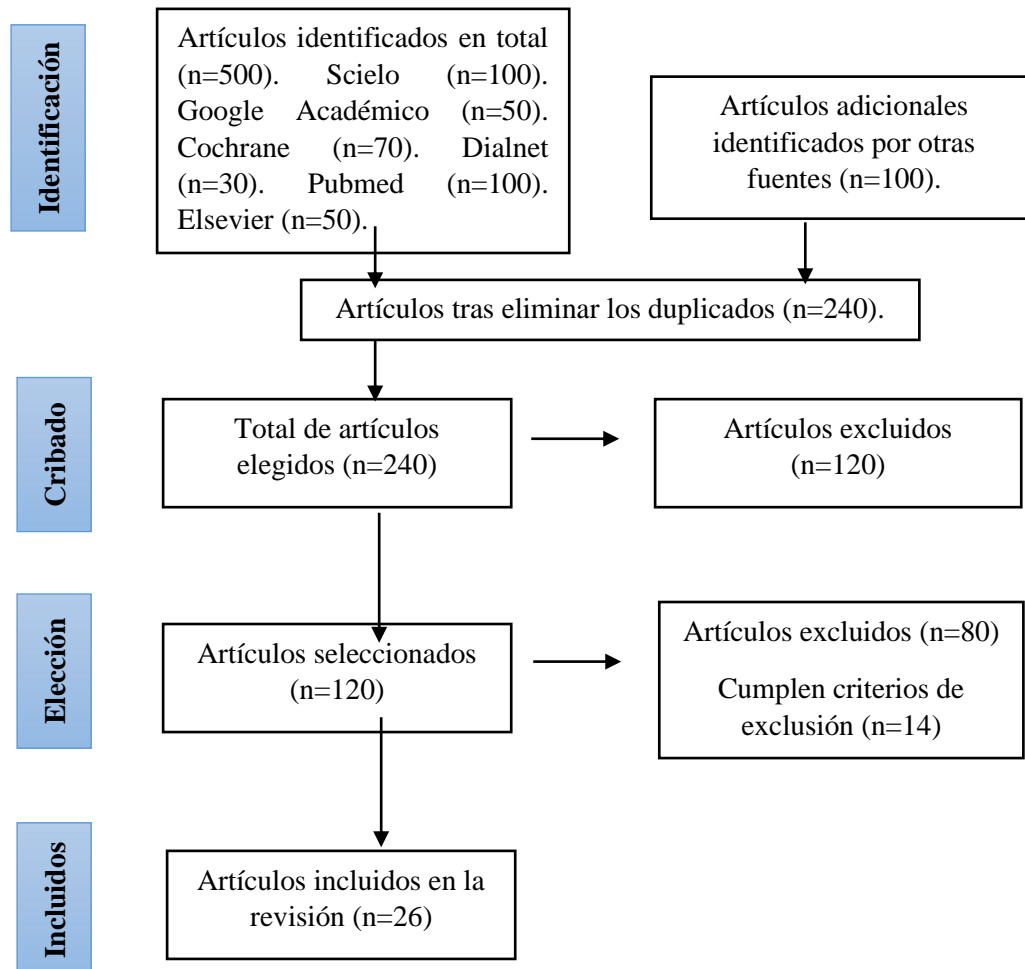 Identificación
Artículos identificados en total
(n=500). Scielo (n=100).
Google Académico (n=50).
Cochrane (n=70). Dialnet
(n=30). Pubmed (n=100).
Elsevier (n=50).
Artículos adicionales
identificados por otras
fuentes (n=100).
Artículos tras eliminar los duplicados (n=240).
Cribado
Total de artículos
elegidos (n=240)
Artículos excluidos
(n=120)
Elección
Artículos seleccionados
(n=120)
Artículos excluidos (n=80)
Cumplen criterios de
exclusión (n=14)
Incluidos
Artículos incluidos en la
revisión (n=26)